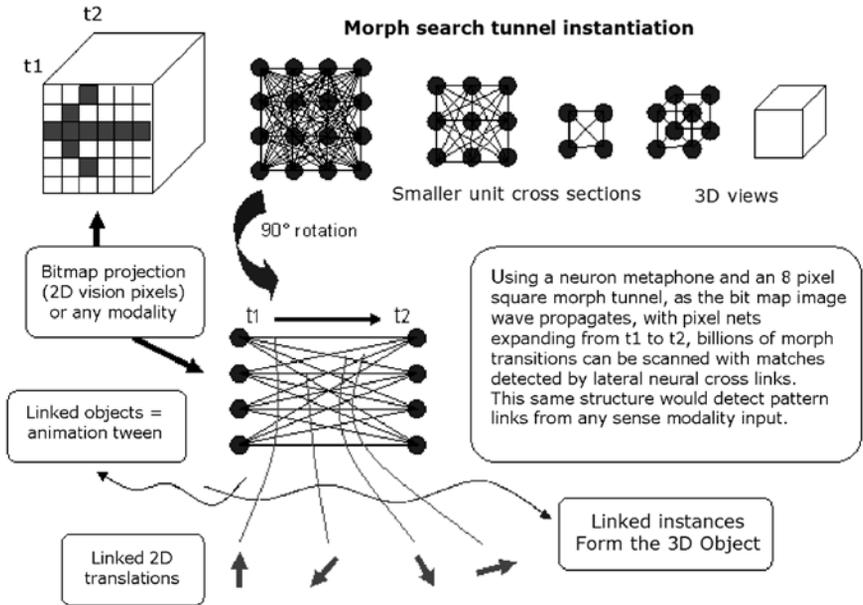 t2
Morph search tunnel instantiation
t1
Smaller unit cross sections
3D views
90° rotation
Bitmap projection
(2D vision pixels)
or any modality
t1
t2
Using a neuron metaphone and an 8 pixel
square morph tunnel, as the bit map image
wave propagates, with pixel nets
expanding from t1 to t2, billions of morph
transitions can be scanned with matches
detected by lateral neural cross links.
This same structure would detect pattern
links from any sense modality input.
Linked objects =
animation tween
Linked instances
Form the 3D Object
Linked 2D
translations